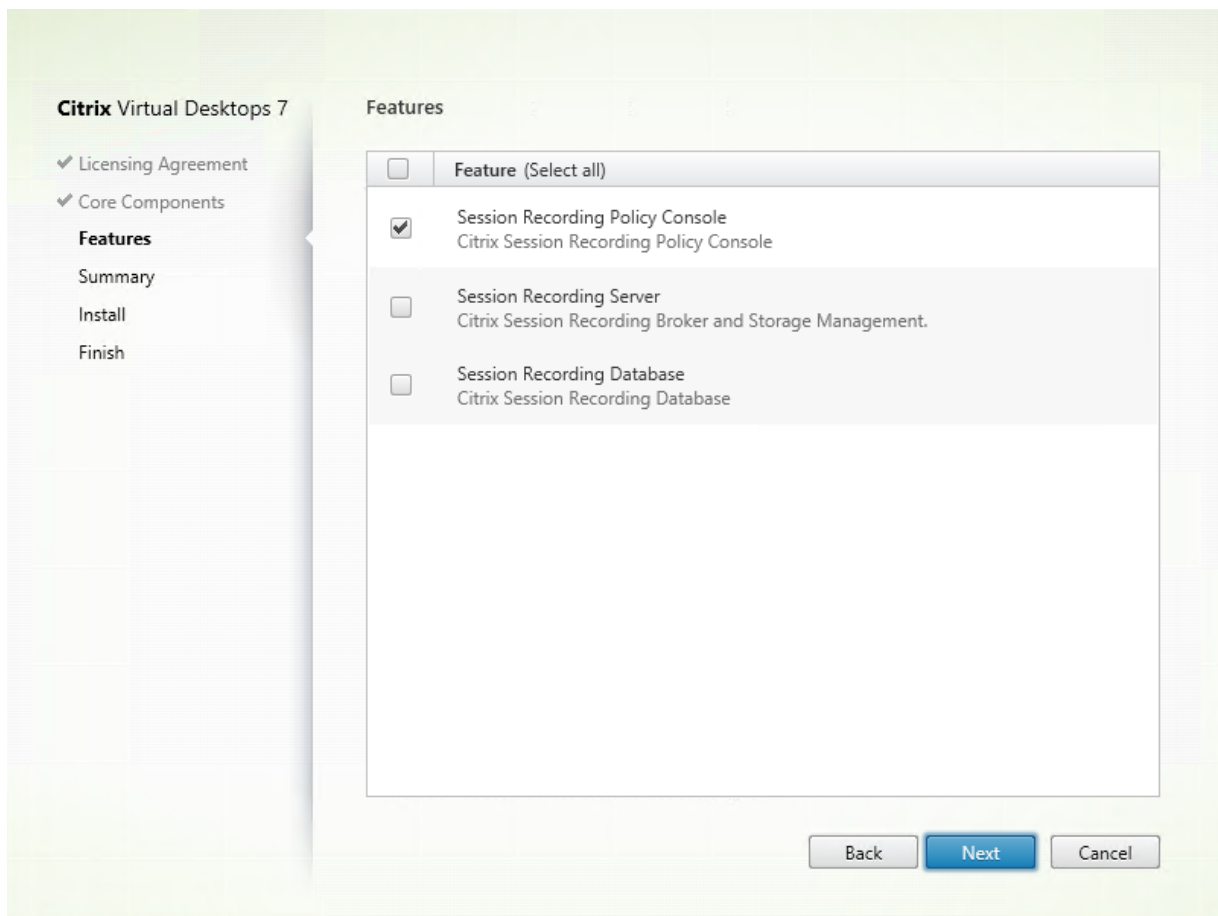 Citrix Virtual Desktops 7
Licensing Agreement
Core Components
Features
Summary
Install
Finish
Features
Feature (Select all)
Session Recording Policy Console
Citrix Session Recording Policy Console
Session Recording Server
Citrix Session Recording Broker and Storage Management.
Session Recording Database
Citrix Session Recording Database
Back Next Cancel